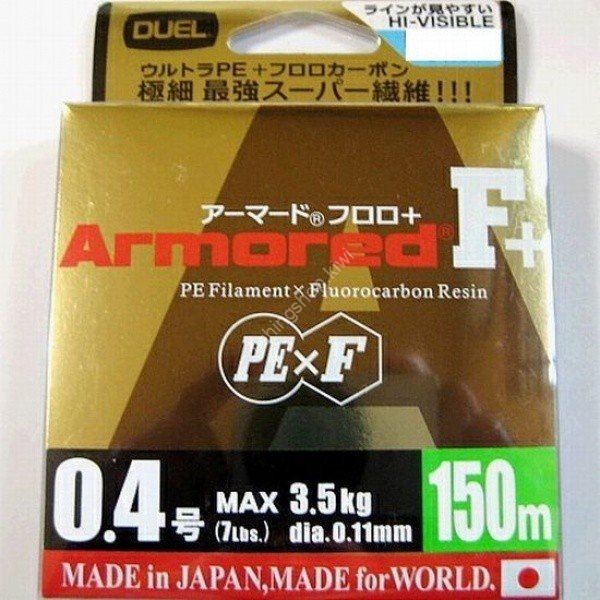 DUEL
ラインが見やすい
HI-VISIBLE
ウルトラPE+フロロカーボン
極細 最強スーパー繊維!!!
アーマード®フロロ+
Armored® F+
PE Filament×Fluorocarbon Resin
PE×F
0.4号 MAX 3.5kg 150m
(7Lbs.) dia.0.11mm
MADE in JAPAN,MADE for WORLD.